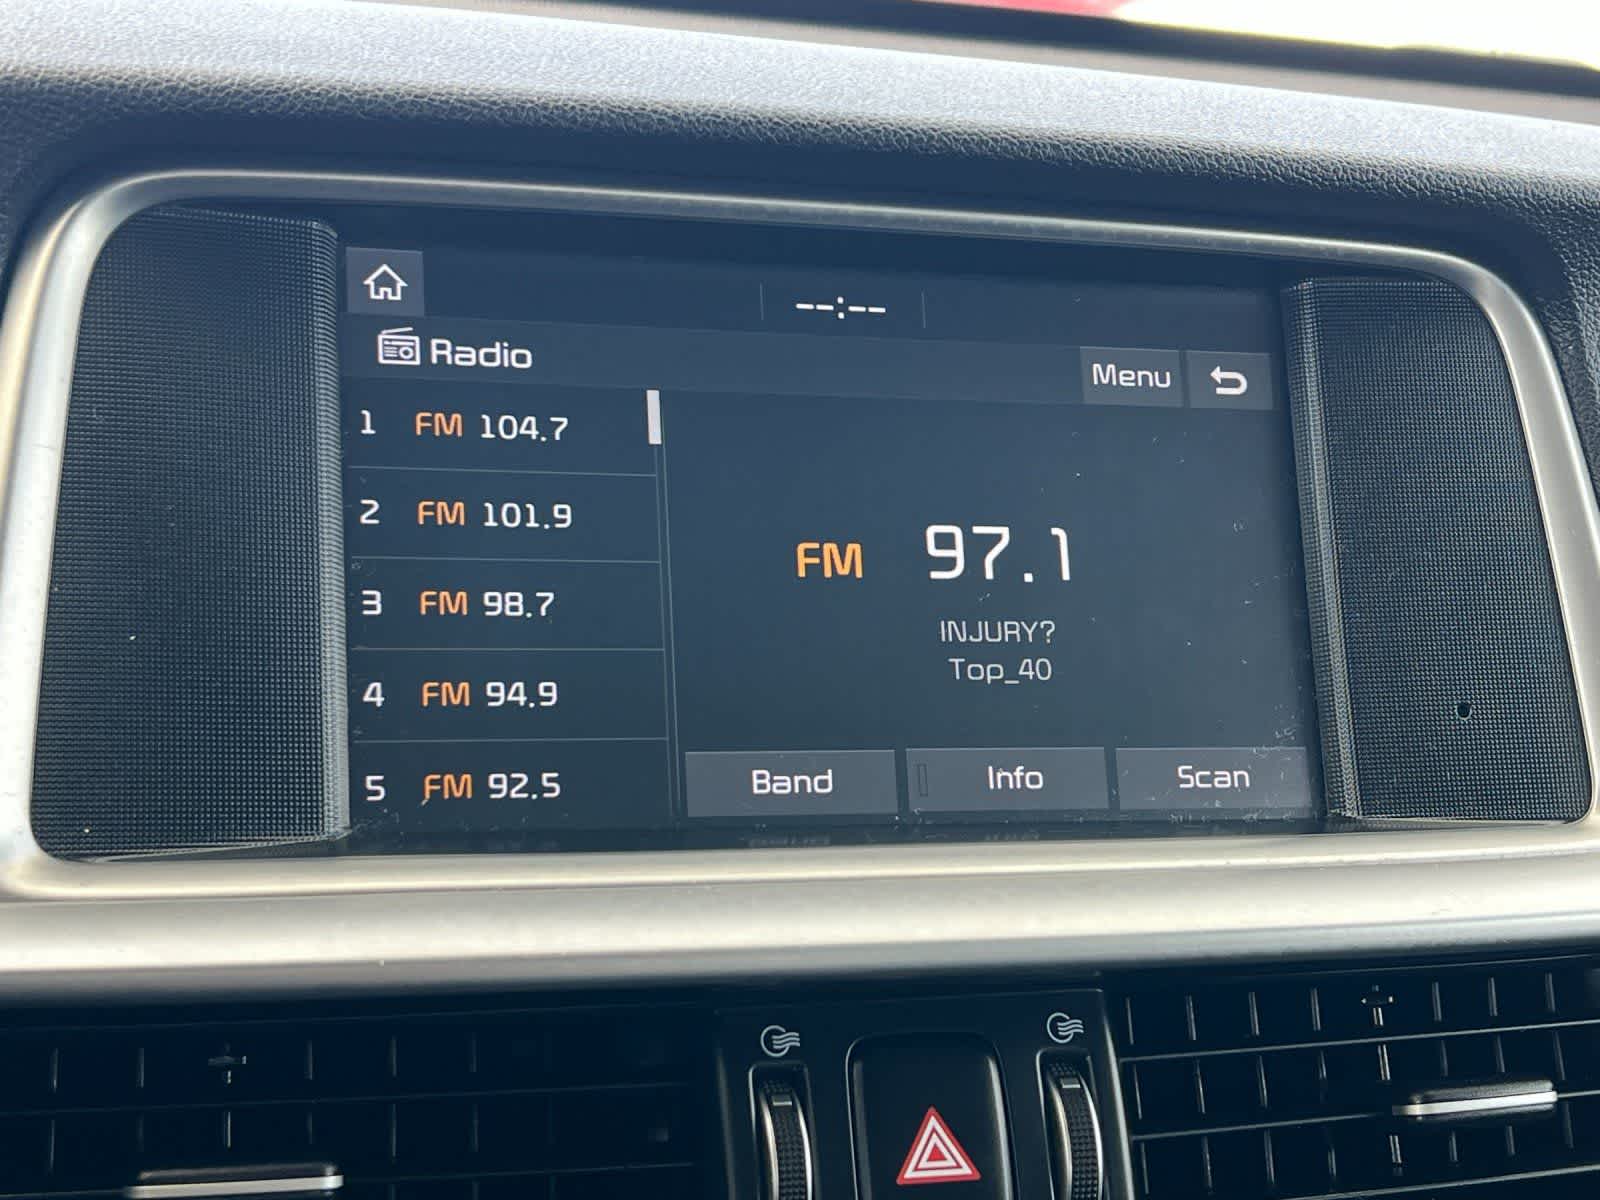 --:--
Radio
Menu
1 FM 104.7
2 FM 101.9
3 FM 98.7
4 FM 94.9
5 FM 92.5
FM 97.1
INJURY?
Top_40
Band
Info
Scan